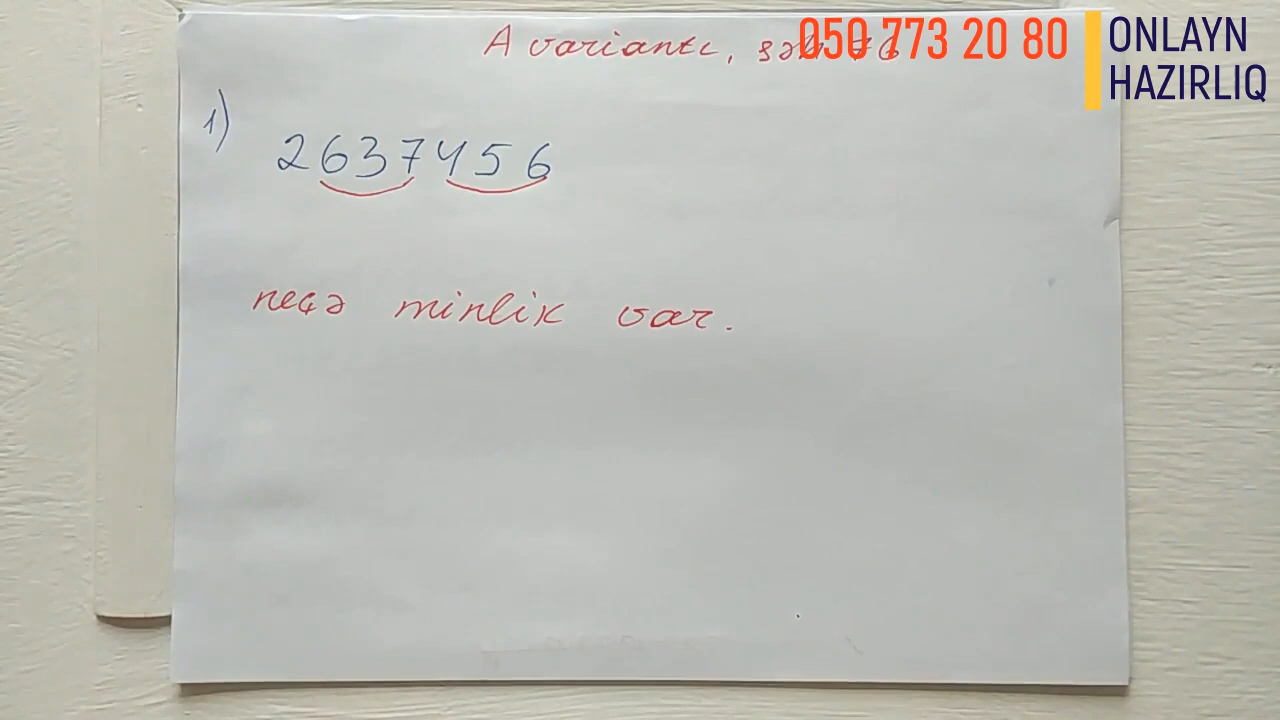 A variantı,
050 773 20 80
ONLAYN
HAZIRLIQ
1)
2637456
neçə minlik var.